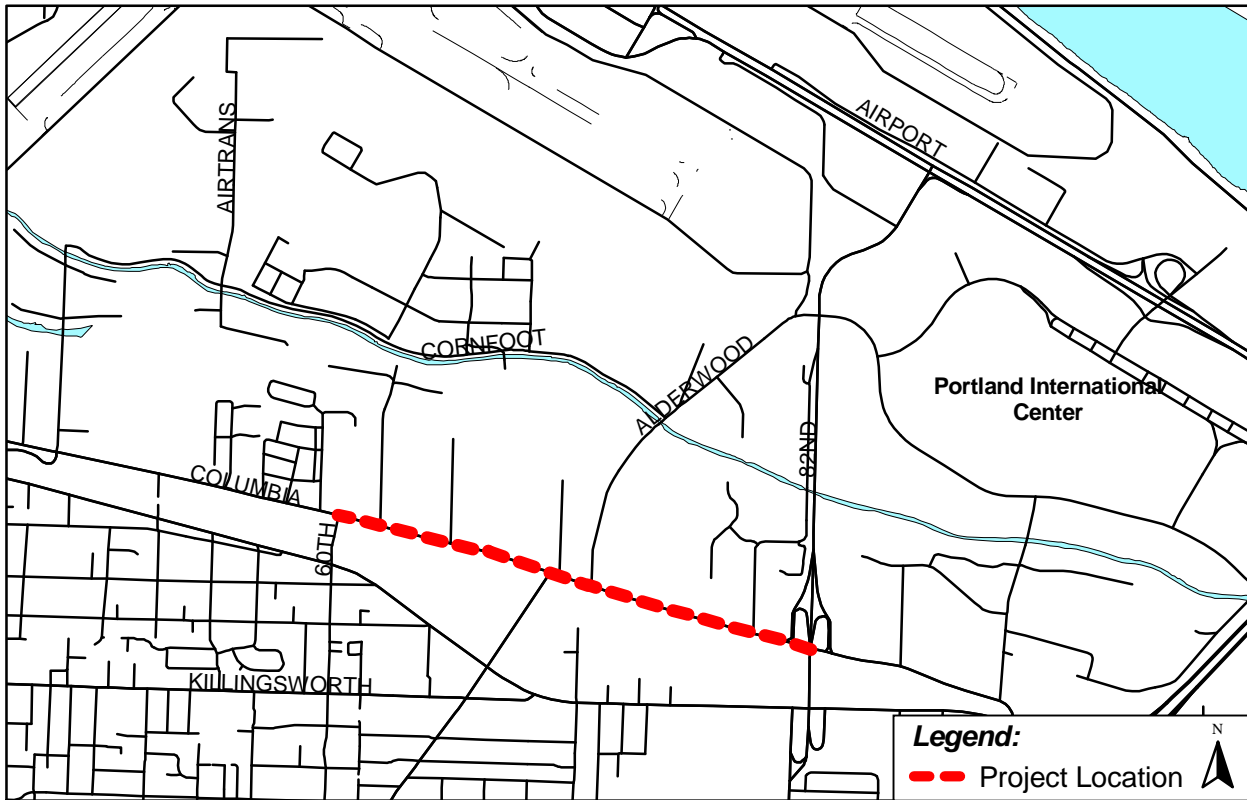 AIRPORT
AIRTRANS
CORNFOOT
ALDERWOOD
Portland International
Center
82ND
COLUMBIA
60TH
KILLINGSWORTH
Legend:
Project Location
N